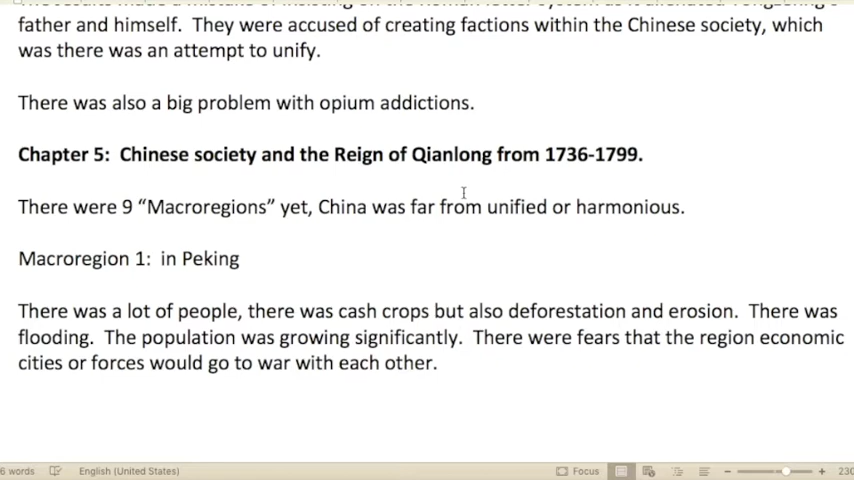 father and himself. They were accused of creating factions within the Chinese society, which
was there was an attempt to unify.
There was also a big problem with opium addictions.
Chapter 5: Chinese society and the Reign of Qianlong from 1736-1799.
There were 9 “Macroregions” yet, China was far from unified or harmonious.
Macroregion 1: in Peking
There was a lot of people, there was cash crops but also deforestation and erosion. There was
flooding. The population was growing significantly. There were fears that the region economic
cities or forces would go to war with each other.
6 words English (United States) Focus 230